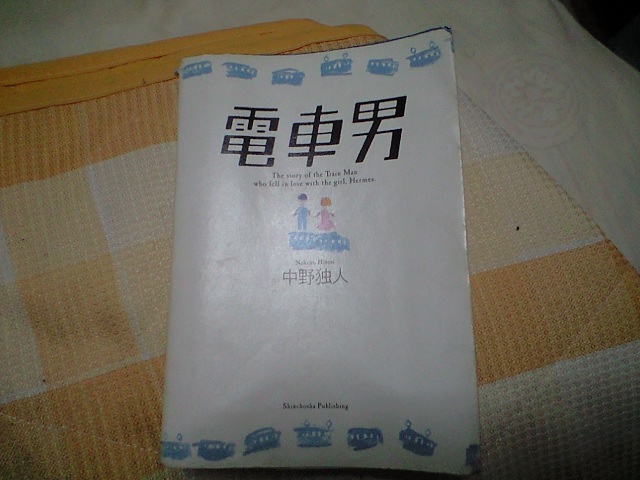 電車男
The story of the Train Man
who fell in love with the girl, Hermes.
Nakano, Hitori
中野独人
Shinchosha Publishing